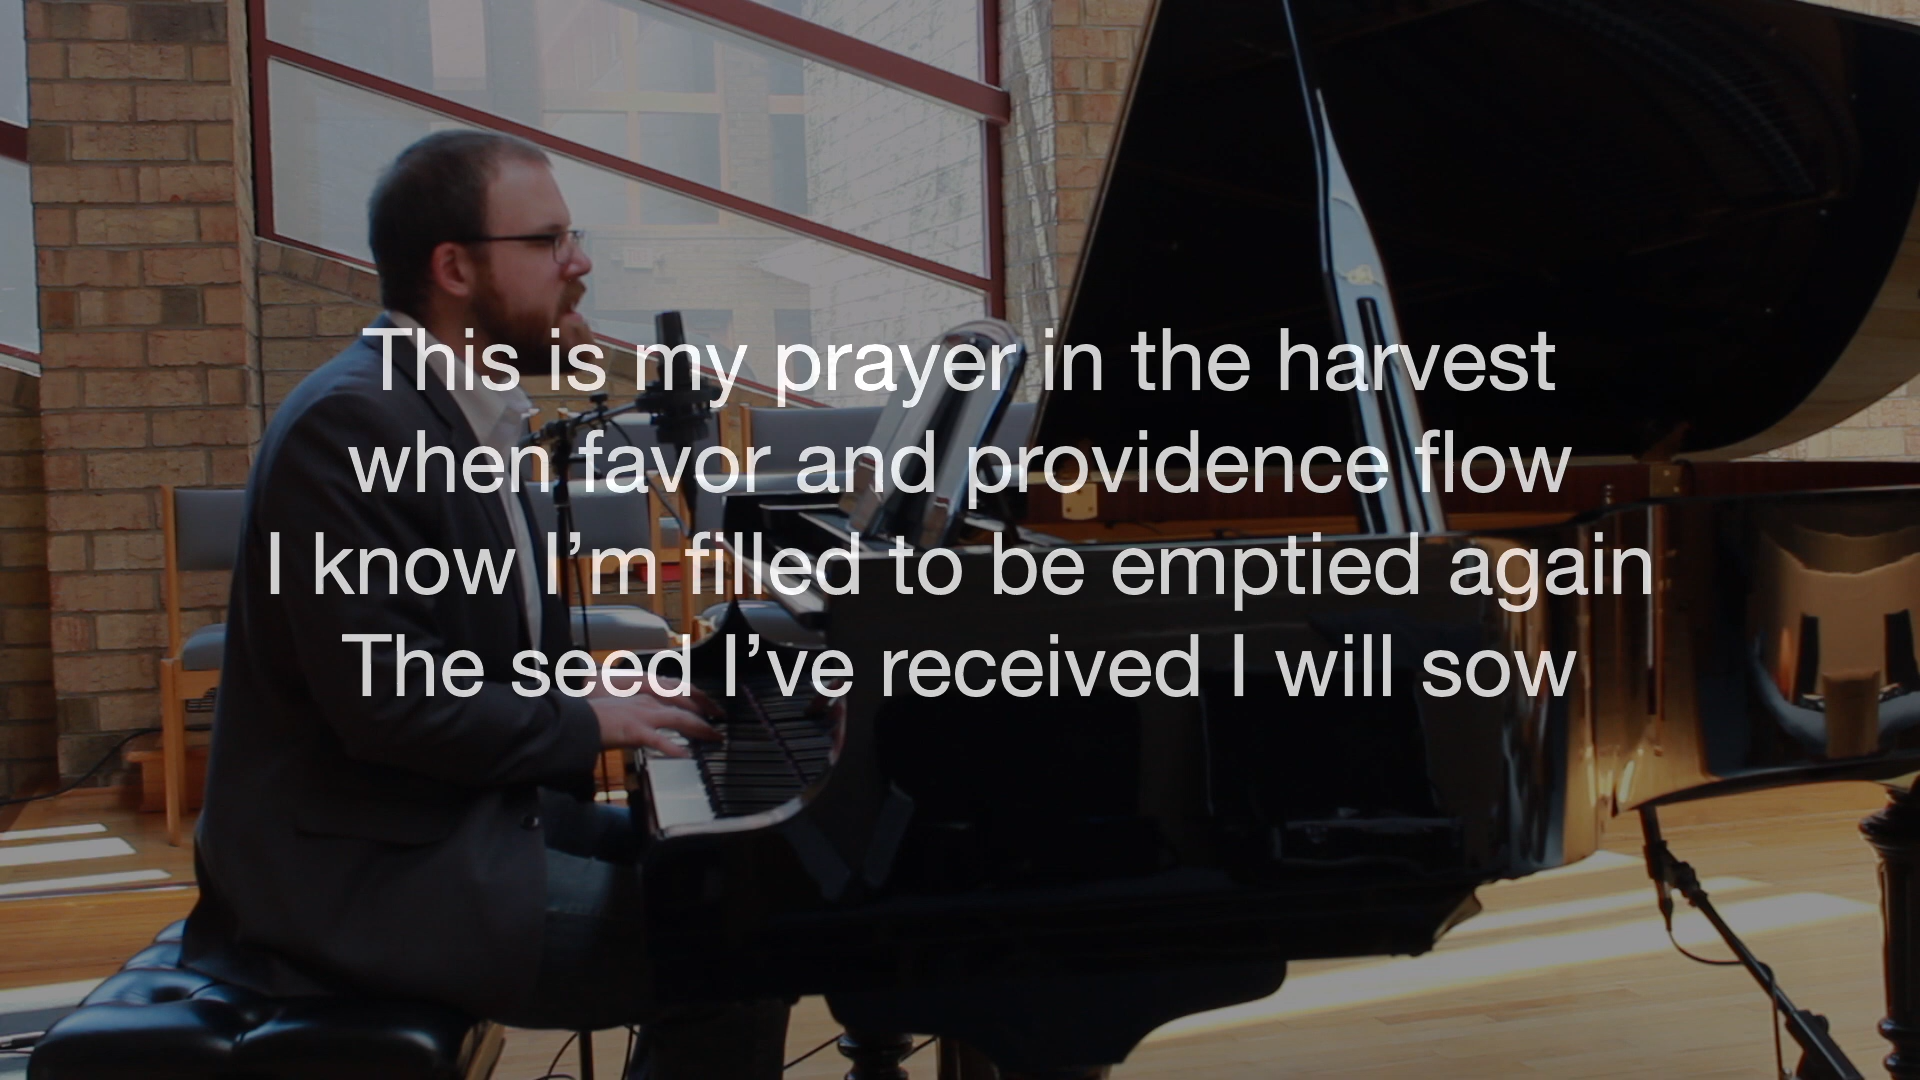 This is my prayer in the harvest
when favor and providence flow
I know I’m filled to be emptied again
The seed I’ve received I will sow